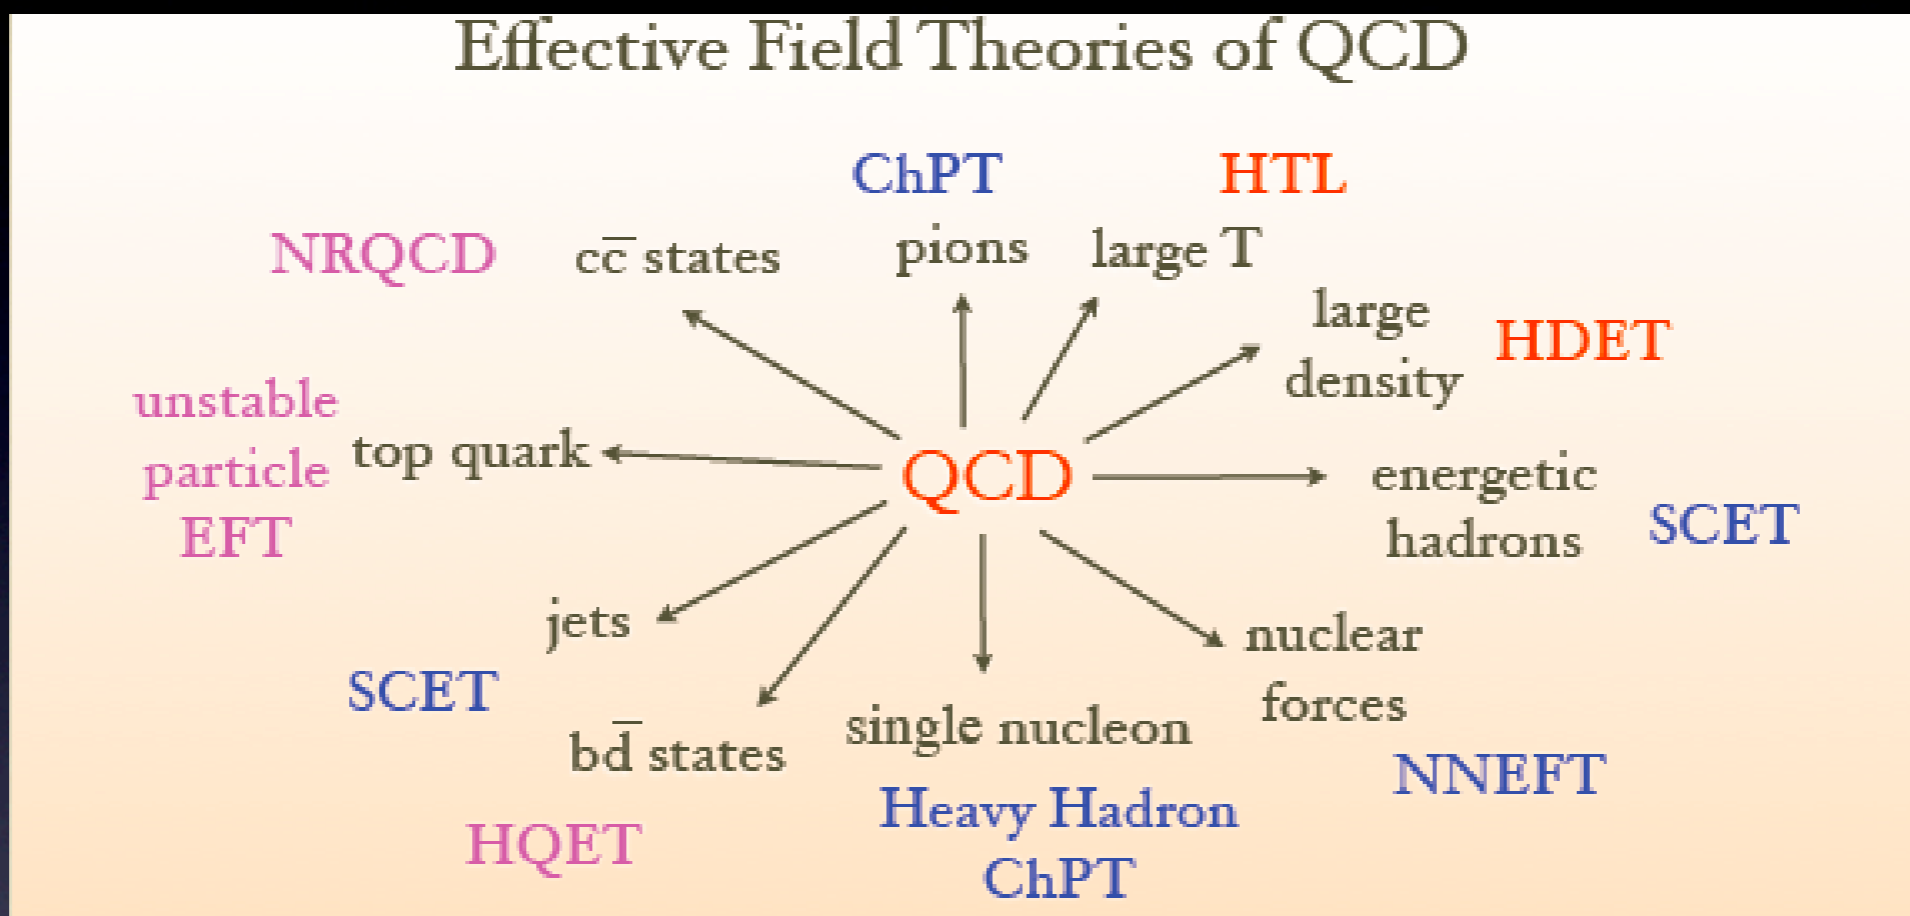 Effective Field Theories of QCD
ChPT
HTL
NRQCD
cc̅ states
pions
large T
large
density
HDET
unstable
particle
EFT
top quark
QCD
energetic
hadrons
SCET
jets
SCET
nuclear
forces
NNEFT
bd̅ states
HQET
single nucleon
Heavy Hadron
ChPT